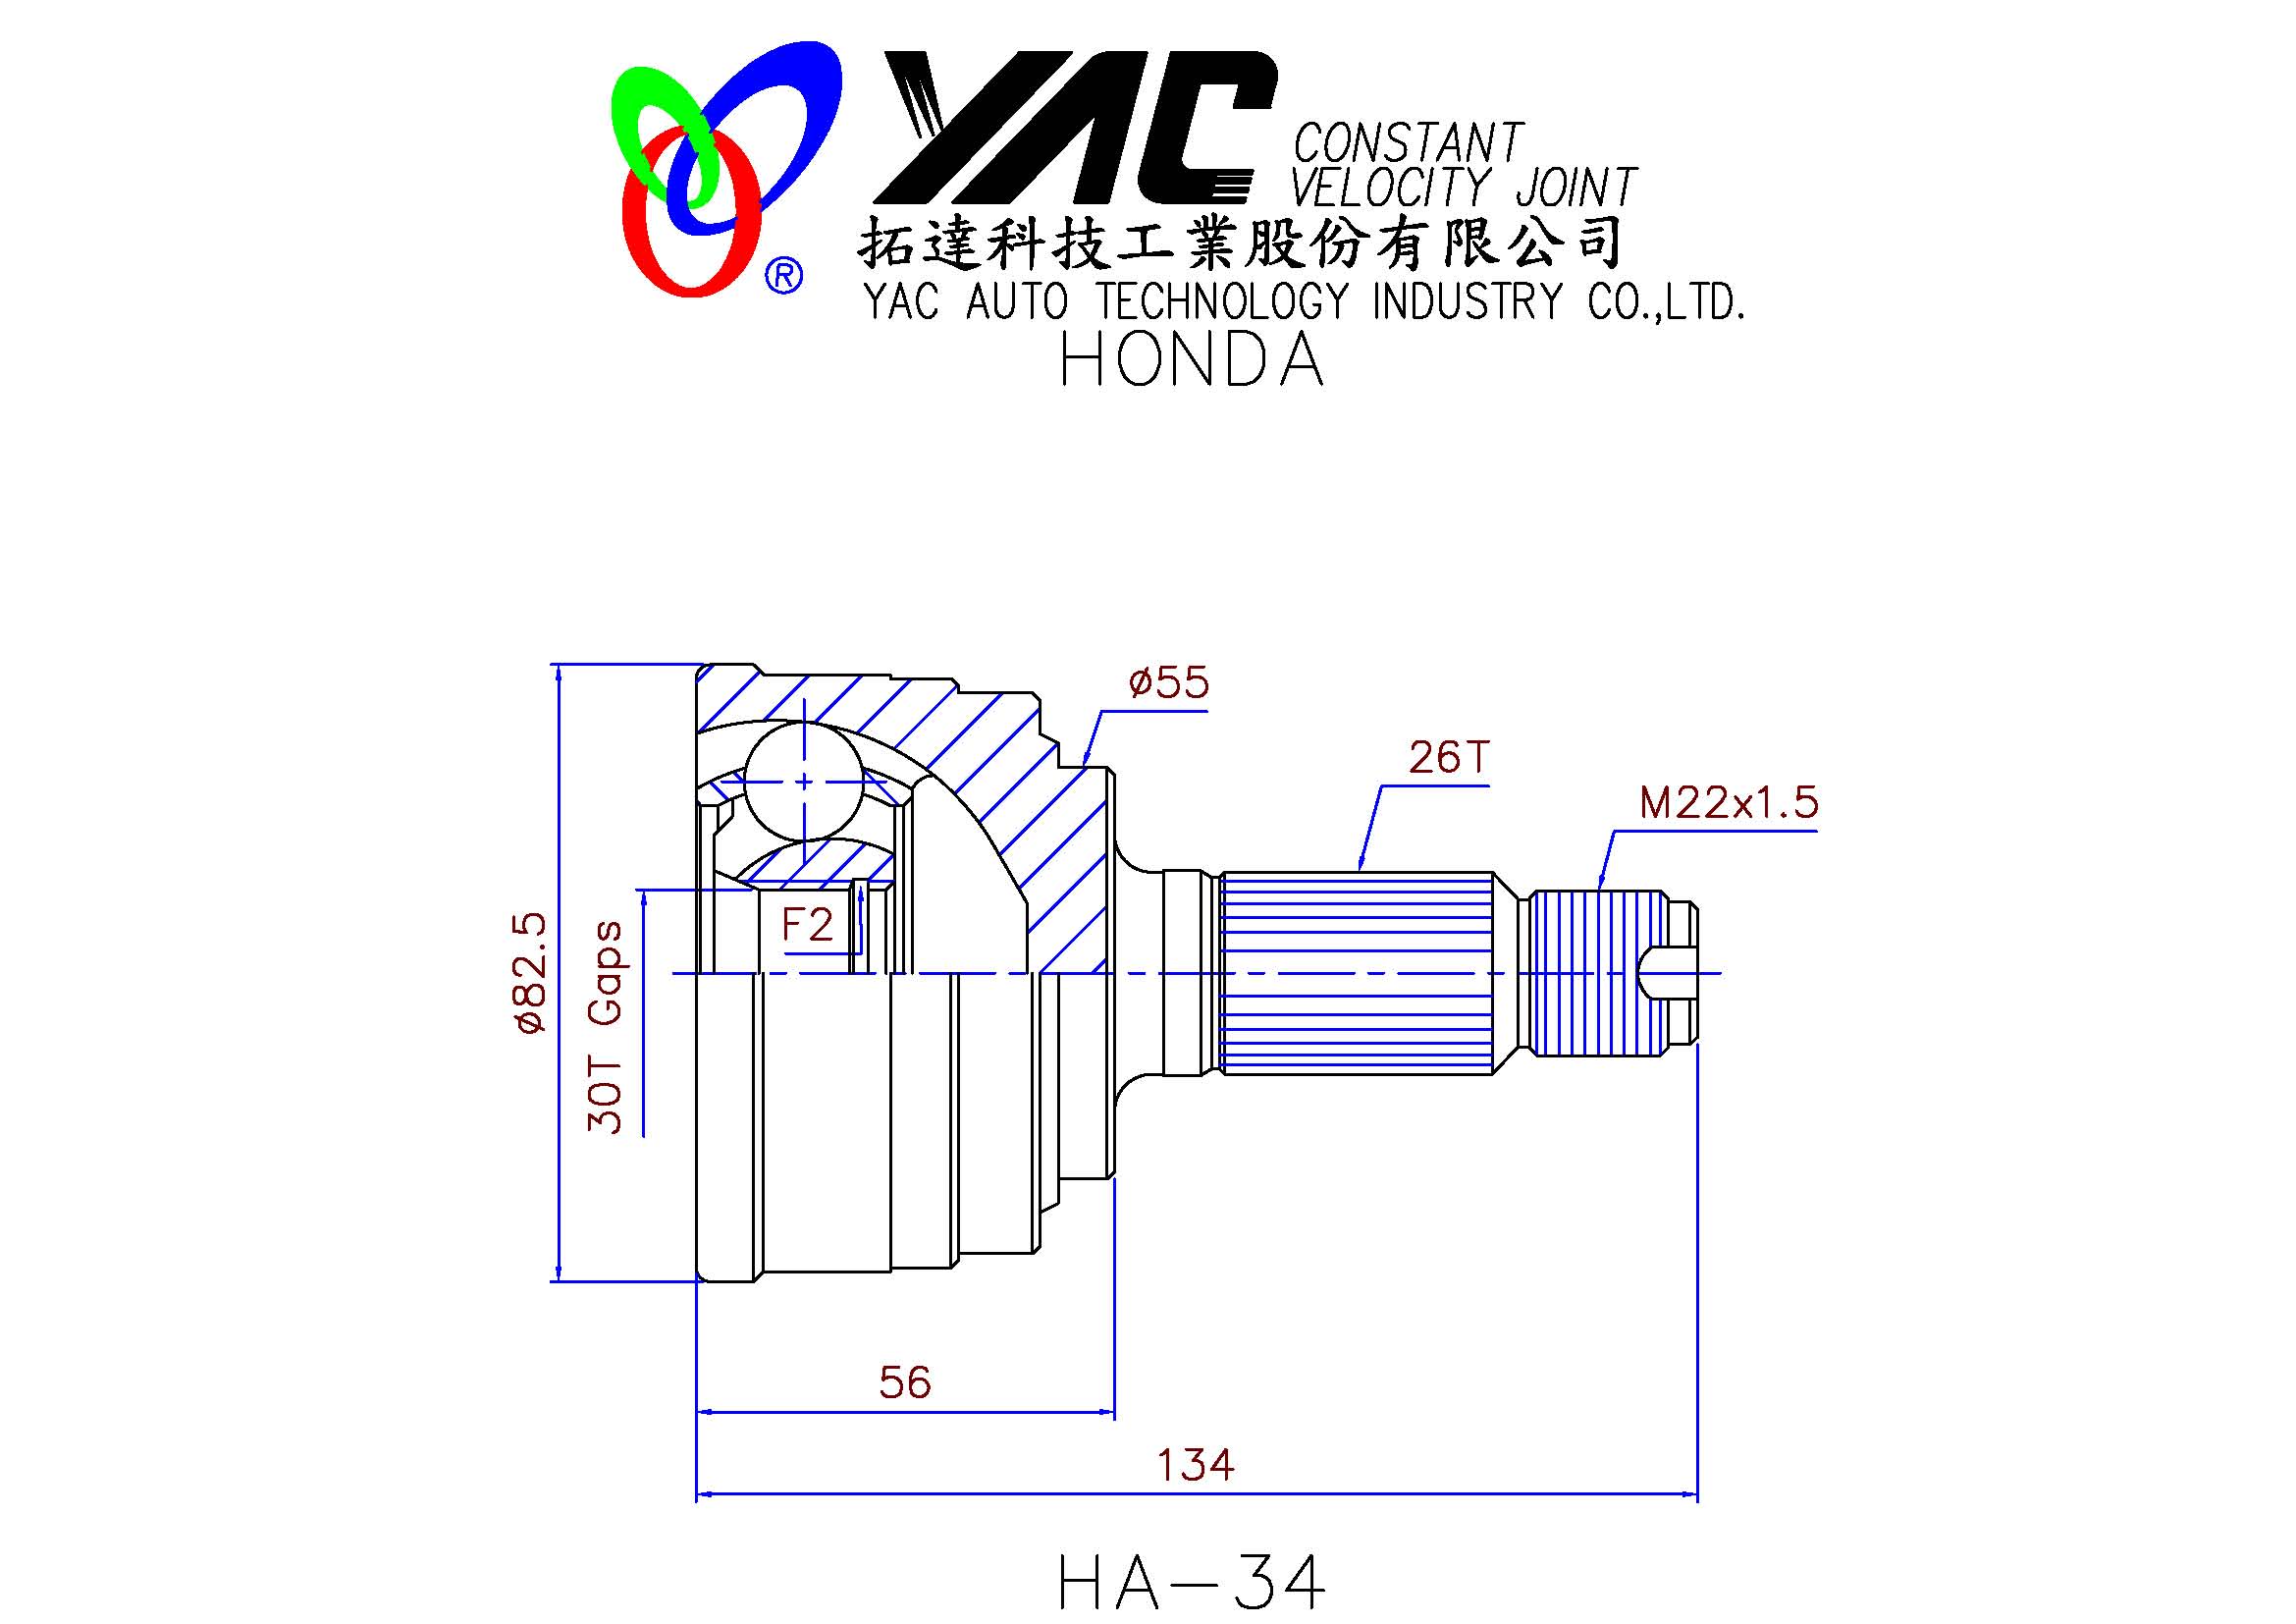 YAC
CONSTANT
VELOCITY JOINT
拓達科技工業股份有限公司
®
YAC AUTO TECHNOLOGY INDUSTRY CO.,LTD.
HONDA
ø55
26T
M22x1.5
F2
ø82.5
30T Gaps
56
134
HA-34